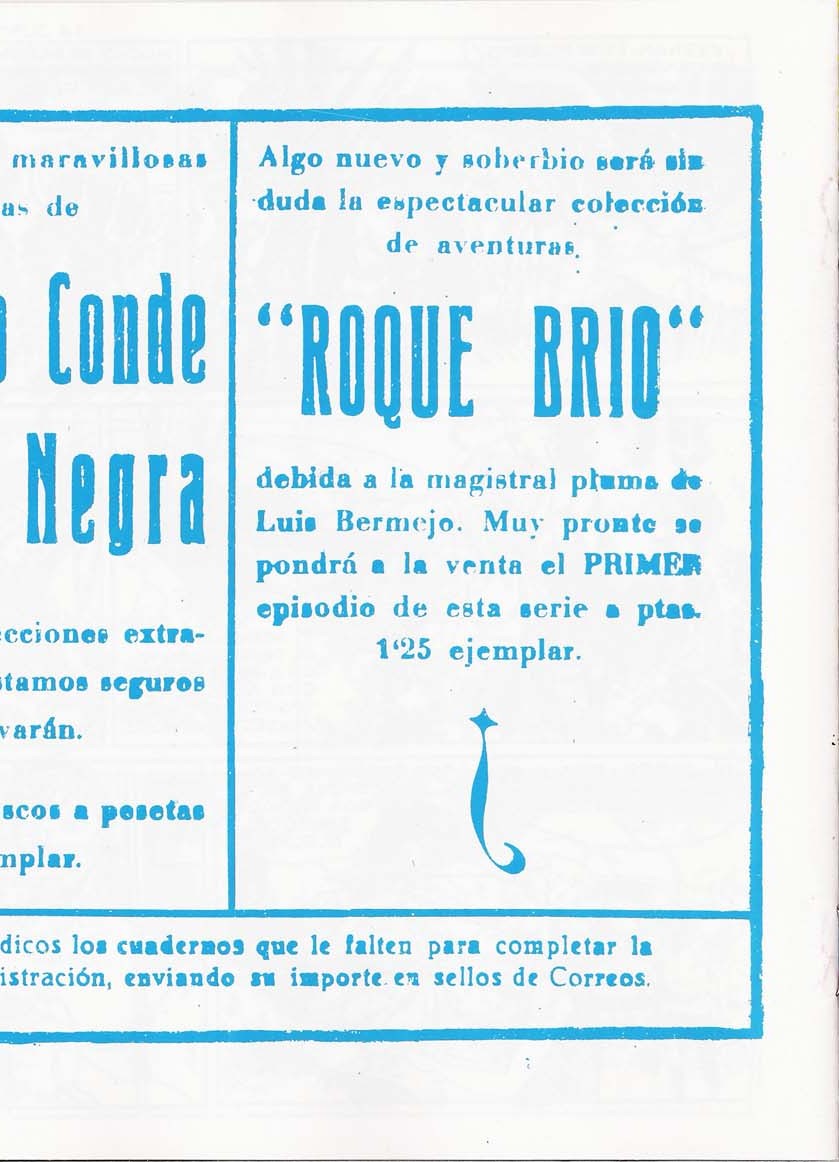 maravillosas
as de
o Conde
Negra
ecciones extra-
stamos seguros
varán.
scos a pesetas
mplar.
Algo nuevo y soberbio será sin
duda la espectacular colección
de aventuras.
“ROQUE BRIO“
debida a la magistral pluma de
Luis Bermejo. Muy pronto se
pondrá a la venta el PRIMER
episodio de esta serie a ptas.
1‘25 ejemplar.
dicos los cuadernos que le falten para completar la
istración, enviando su importe en sellos de Correos.